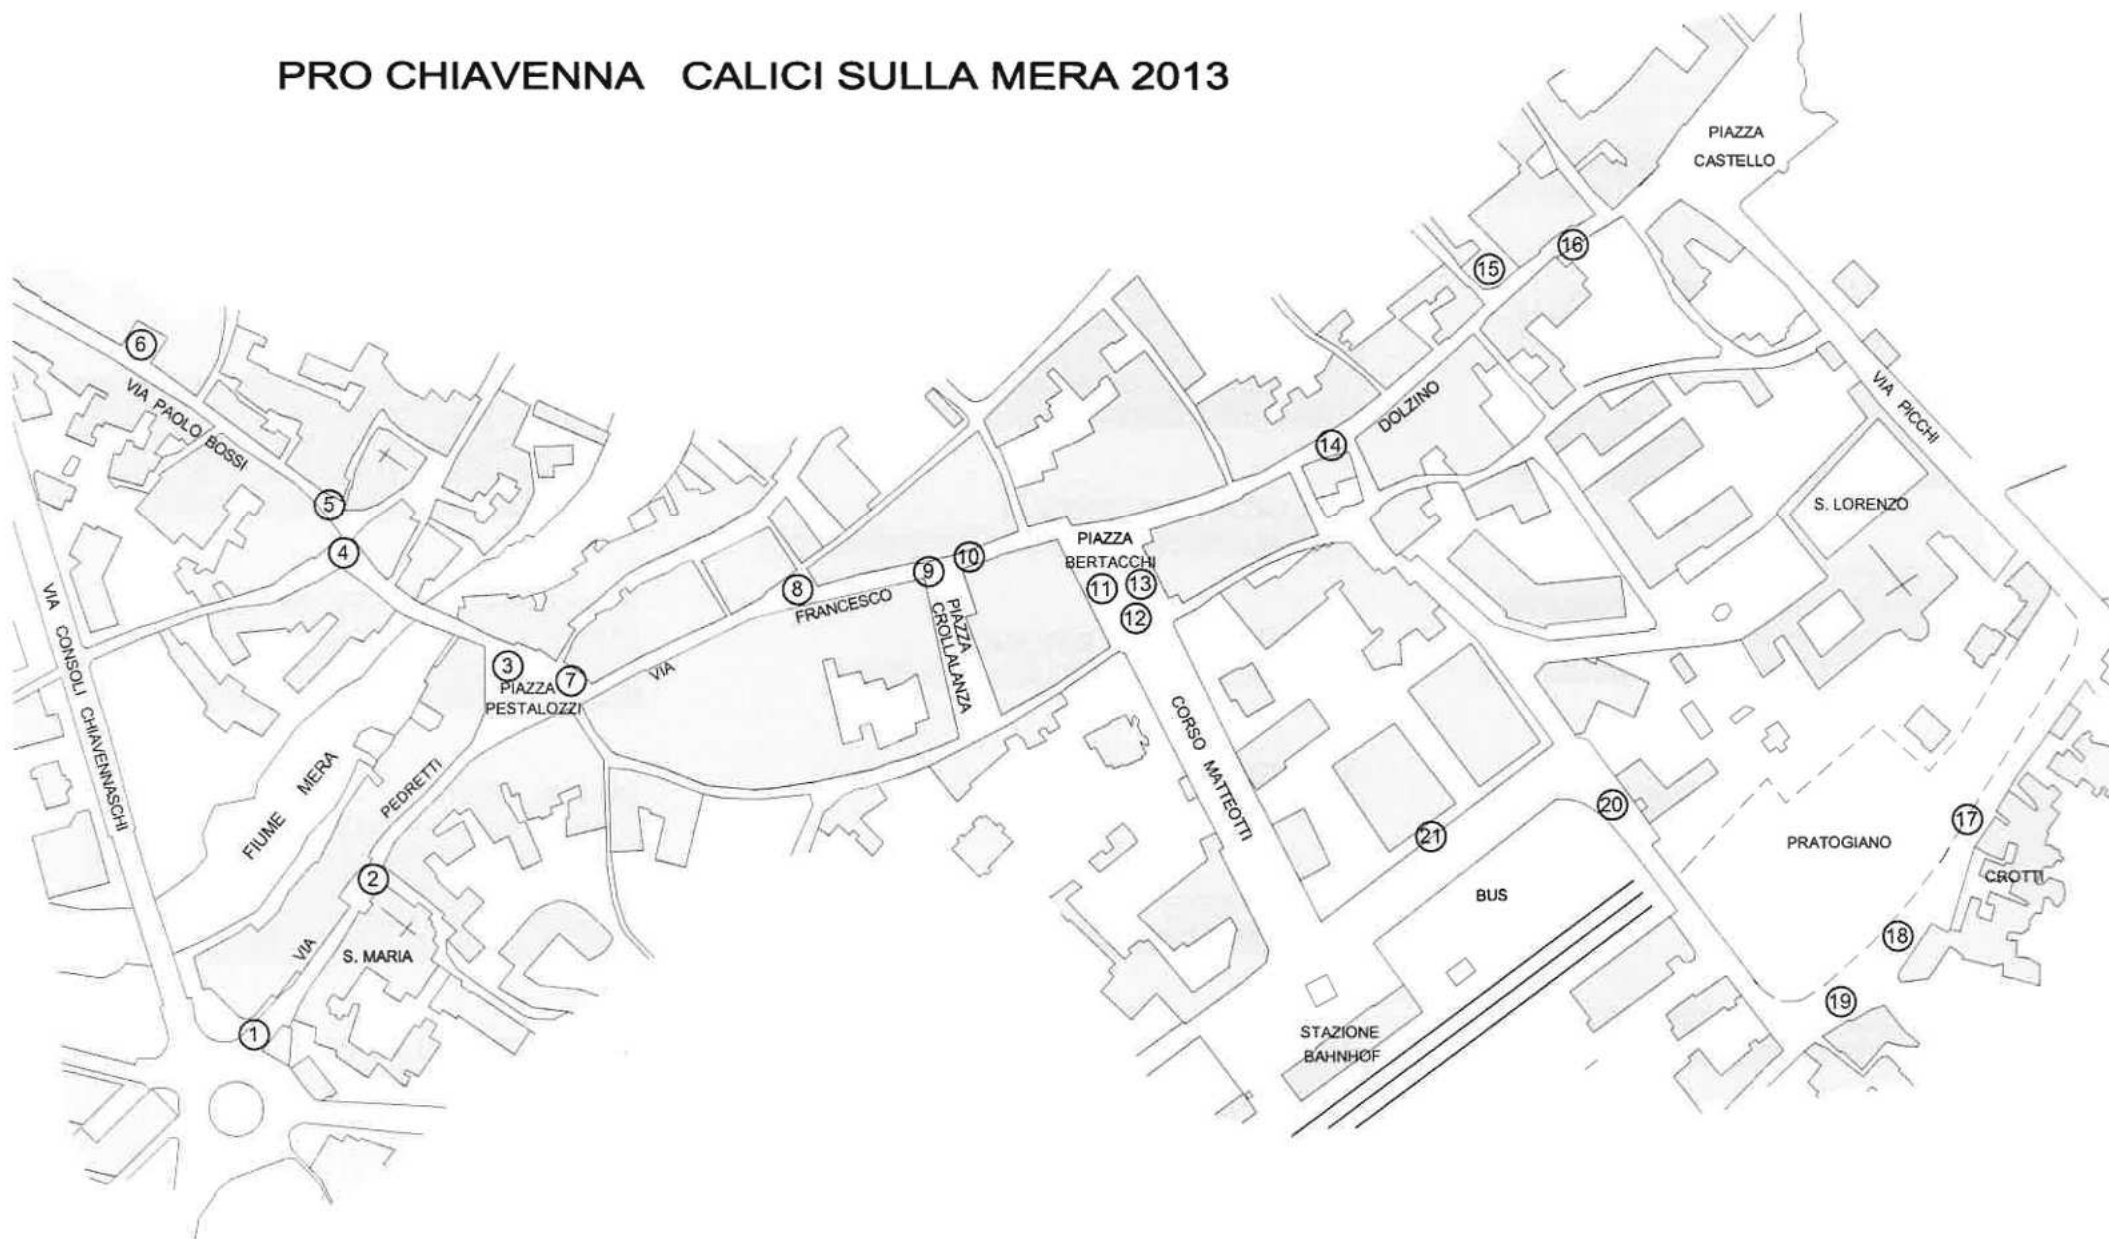 PRO CHIAVENNA CALICI SULLA MERA 2013
PIAZZA
CASTELLO
16
15
6
VIA PAOLO BOSSI
VIA PICCHI
DOLZINO
14
5
S. LORENZO
4
PIAZZA
BERTACCHI
10
9
8
11
13
12
FRANCESCO
PIAZZA
CROLLALANZA
VIA CONSOLI CHIAVENNASCHI
3
7
PIAZZA
PESTALOZZI
VIA
CORSO MATTEOTTI
FIUME MERA
PEDRETTI
20
17
21
PRATOGIANO
2
CROTTI
BUS
VIA
S. MARIA
18
19
1
STAZIONE
BAHNHOF